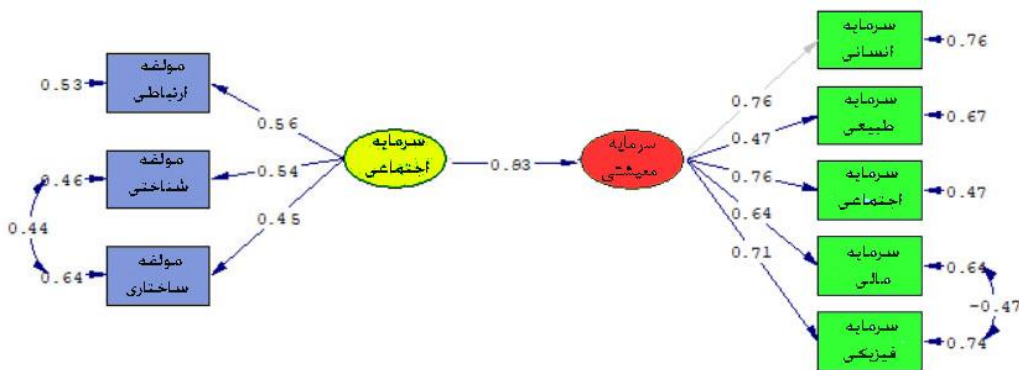 مولفه
ارتباطی
0.53
0.56
مولفه
شناختی
0.46
0.54
0.44
مولفه
ساختاری
0.64
0.45
سرمایه
اجتماعی
0.83
سرمایه
معیشتی
سرمایه
انسانی
0.76
0.76
سرمایه
طبیعی
0.67
0.47
سرمایه
اجتماعی
0.47
0.76
سرمایه
مالی
0.64
0.64
-0.47
سرمایه
فیزیکی
0.74
0.71